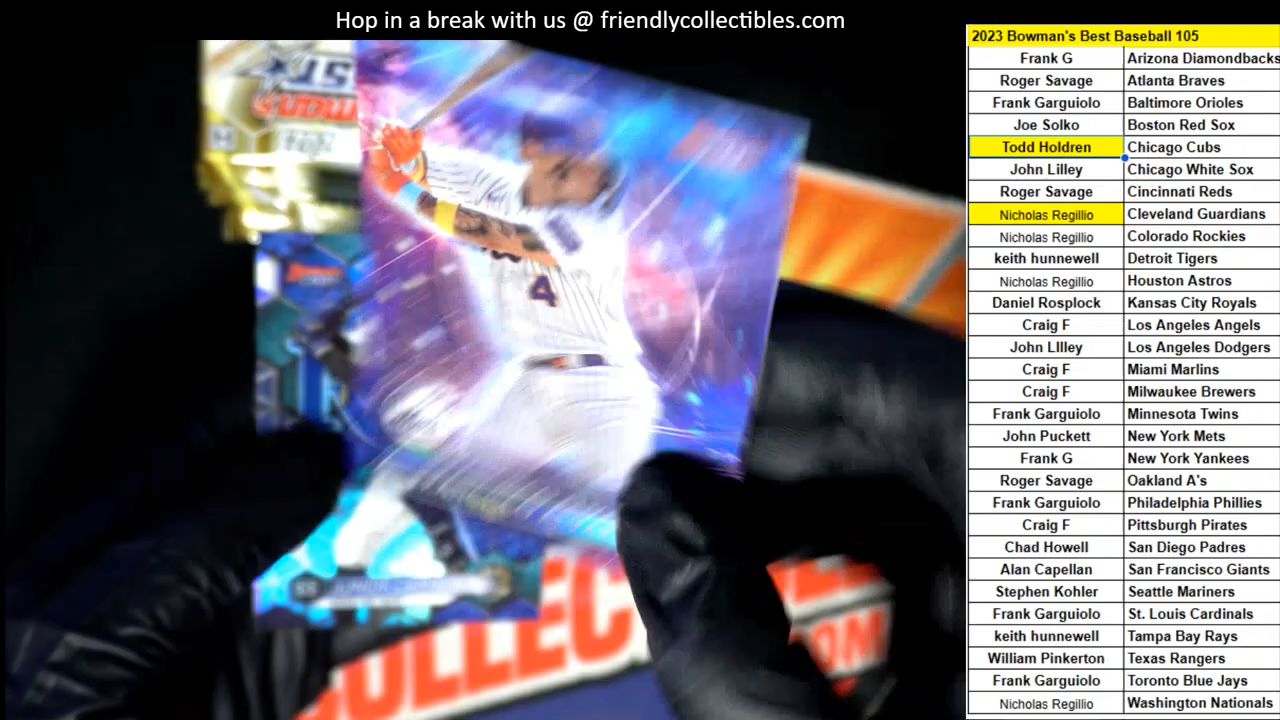 Hop in a break with us @ friendlycollectibles.com
2023 Bowman's Best Baseball 105
Frank G Arizona Diamondbacks
Roger Savage Atlanta Braves
Frank Garguiolo Baltimore Orioles
Joe Solko Boston Red Sox
Todd Holdren Chicago Cubs
John Lilley Chicago White Sox
Roger Savage Cincinnati Reds
Nicholas Regillio Cleveland Guardians
Nicholas Regillio Colorado Rockies
keith hunnewell Detroit Tigers
Nicholas Regillio Houston Astros
Daniel Rosplock Kansas City Royals
Craig F Los Angeles Angels
John LIlley Los Angeles Dodgers
Craig F Miami Marlins
Craig F Milwaukee Brewers
Frank Garguiolo Minnesota Twins
John Puckett New York Mets
Frank G New York Yankees
Roger Savage Oakland A's
Frank Garguiolo Philadelphia Phillies
Craig F Pittsburgh Pirates
Chad Howell San Diego Padres
Alan Capellan San Francisco Giants
Stephen Kohler Seattle Mariners
Frank Garguiolo St. Louis Cardinals
keith hunnewell Tampa Bay Rays
William Pinkerton Texas Rangers
Frank Garguiolo Toronto Blue Jays
Nicholas Regillio Washington Nationals
4
COLLEC